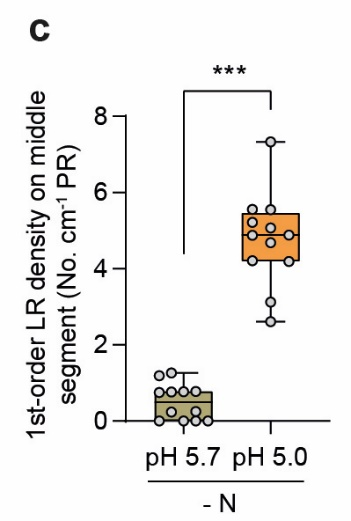 C
***
1st-order LR density on middle
segment (No. cm⁻¹ PR)
8
6
4
2
0
pH 5.7 pH 5.0
- N